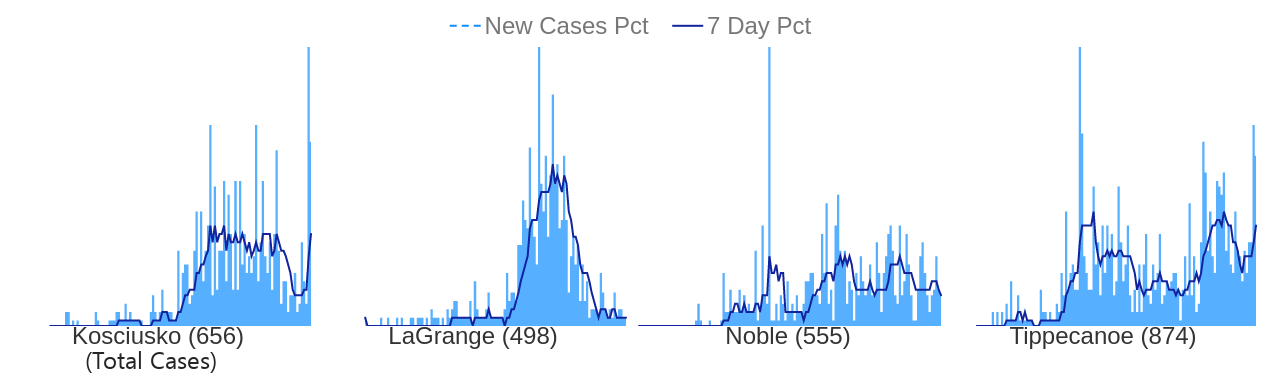 New Cases Pct 7 Day Pct
Kosciusko (656) LaGrange (498) Noble (555) Tippecanoe (874)
(Total Cases)